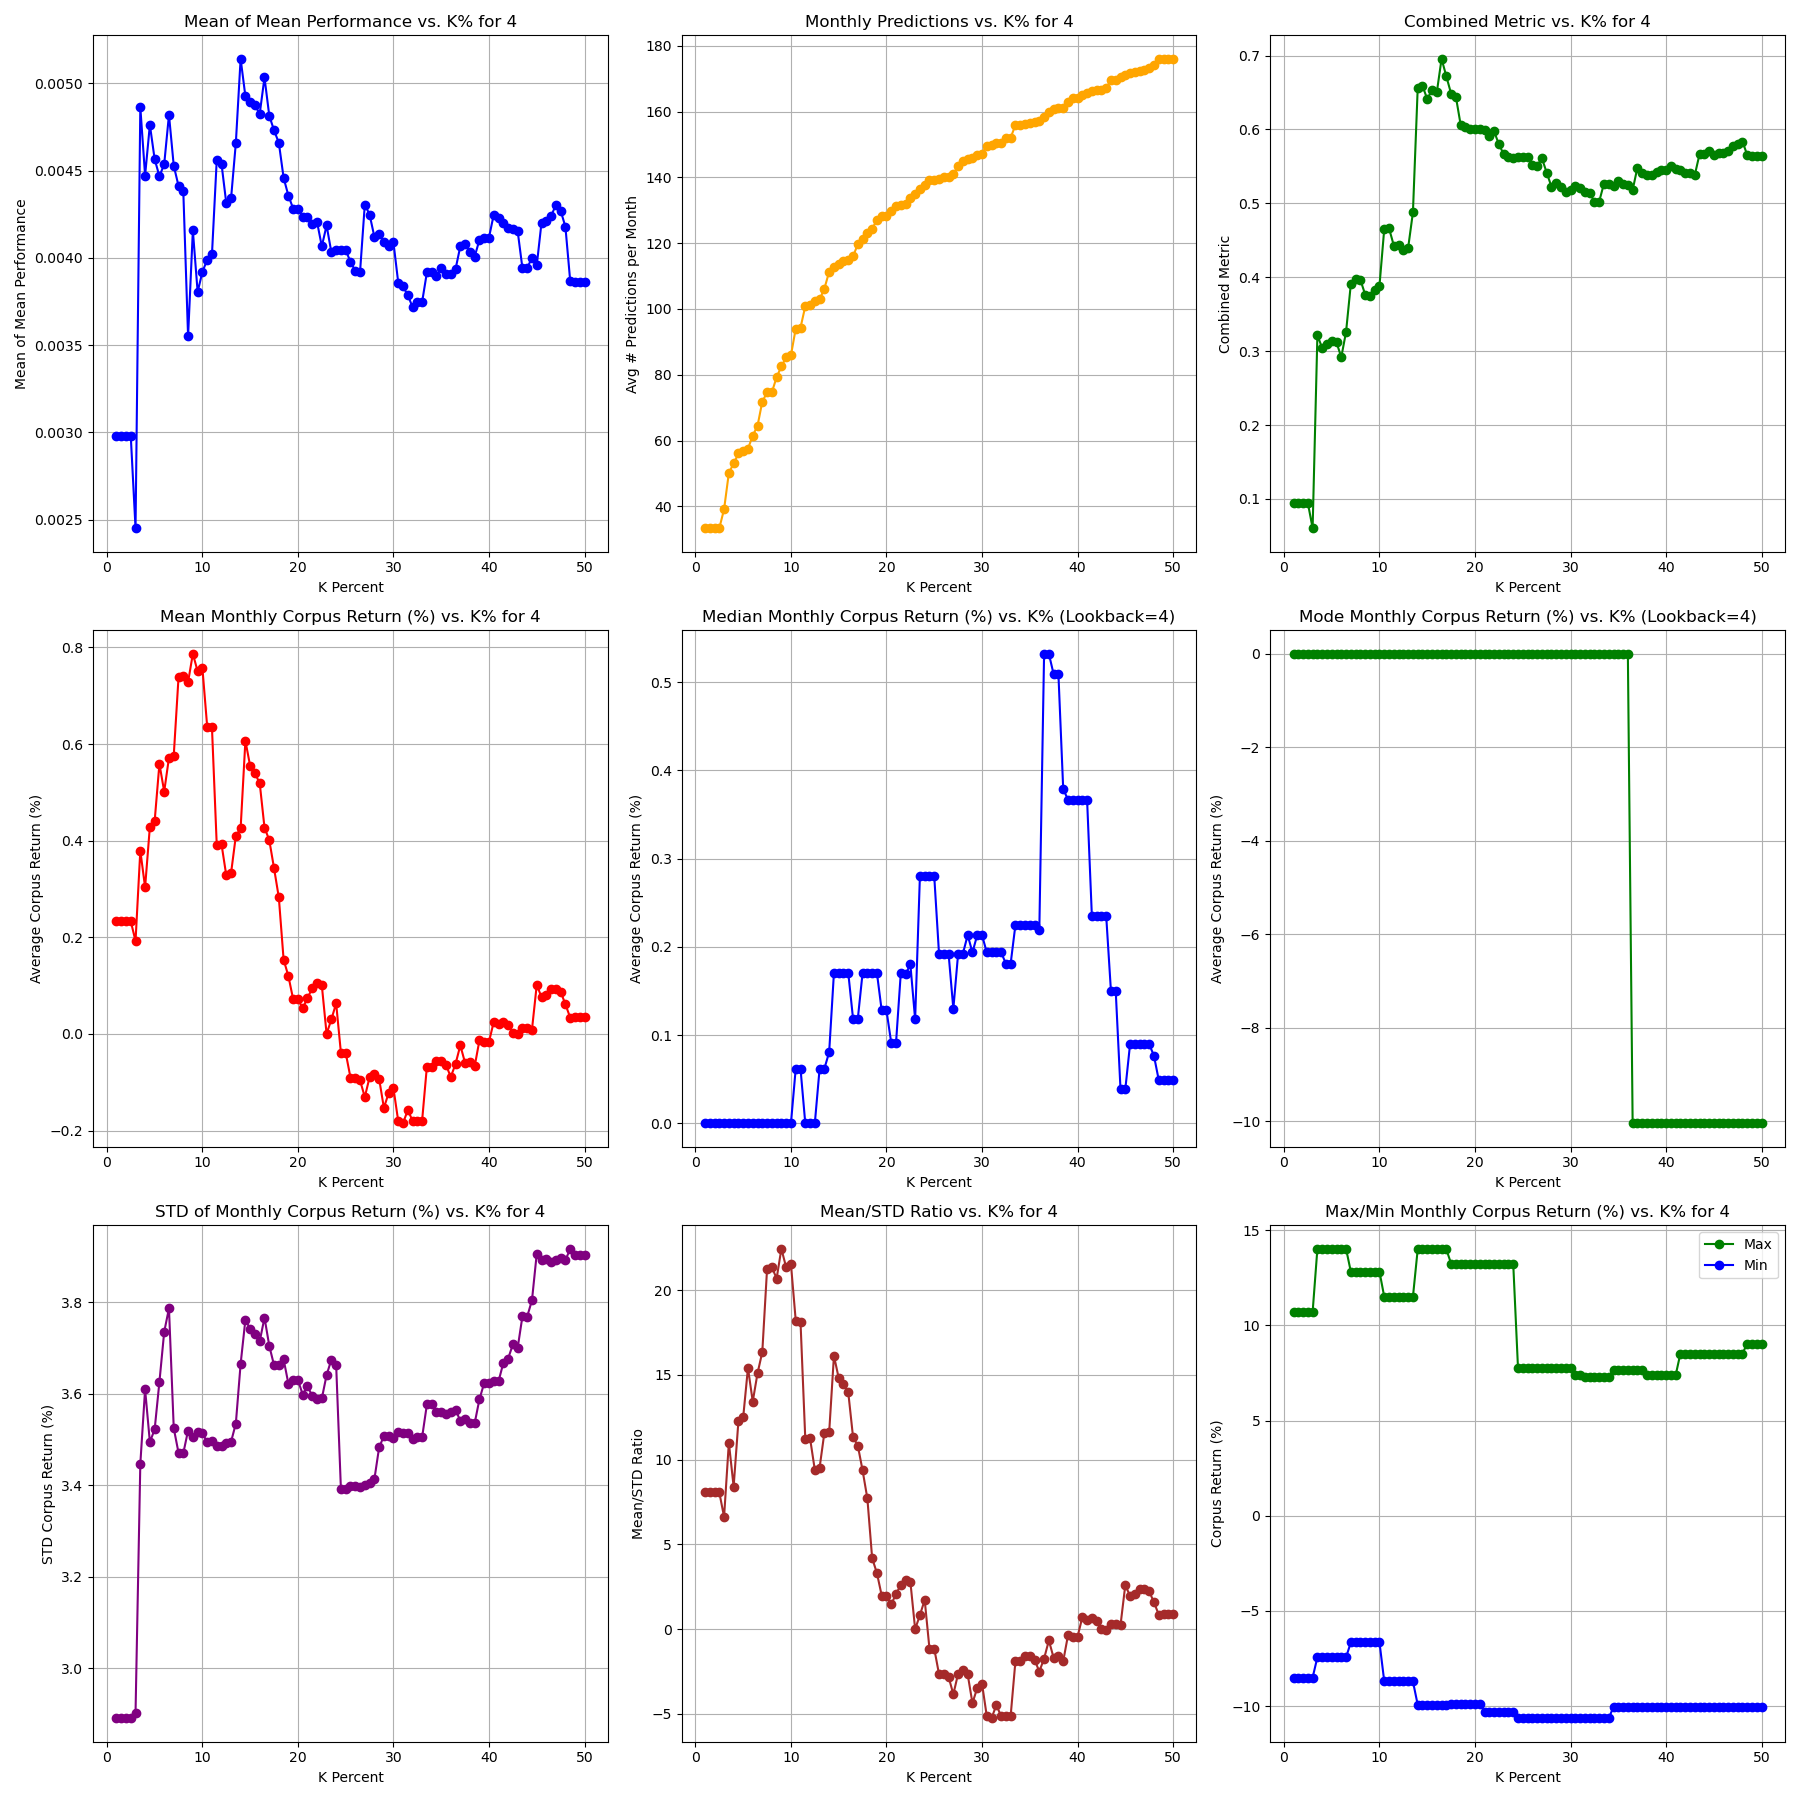 Mean of Mean Performance vs. K% for 4
Mean of Mean Performance
0.0050
0.0045
0.0040
0.0035
0.0030
0.0025
0 10 20 30 40 50
K Percent
Monthly Predictions vs. K% for 4
Avg # Predictions per Month
180
160
140
120
100
80
60
40
0 10 20 30 40 50
K Percent
Combined Metric vs. K% for 4
Combined Metric
0.7
0.6
0.5
0.4
0.3
0.2
0.1
0 10 20 30 40 50
K Percent
Mean Monthly Corpus Return (%) vs. K% for 4
Average Corpus Return (%)
0.8
0.6
0.4
0.2
0.0
−0.2
0 10 20 30 40 50
K Percent
Median Monthly Corpus Return (%) vs. K% (Lookback=4)
Average Corpus Return (%)
0.5
0.4
0.3
0.2
0.1
0.0
0 10 20 30 40 50
K Percent
Mode Monthly Corpus Return (%) vs. K% (Lookback=4)
Average Corpus Return (%)
0
−2
−4
−6
−8
−10
0 10 20 30 40 50
K Percent
STD of Monthly Corpus Return (%) vs. K% for 4
STD Corpus Return (%)
3.8
3.6
3.4
3.2
3.0
0 10 20 30 40 50
K Percent
Mean/STD Ratio vs. K% for 4
Mean/STD Ratio
20
15
10
5
0
−5
0 10 20 30 40 50
K Percent
Max/Min Monthly Corpus Return (%) vs. K% for 4
Corpus Return (%)
15
10
5
0
−5
−10
Max
Min
0 10 20 30 40 50
K Percent